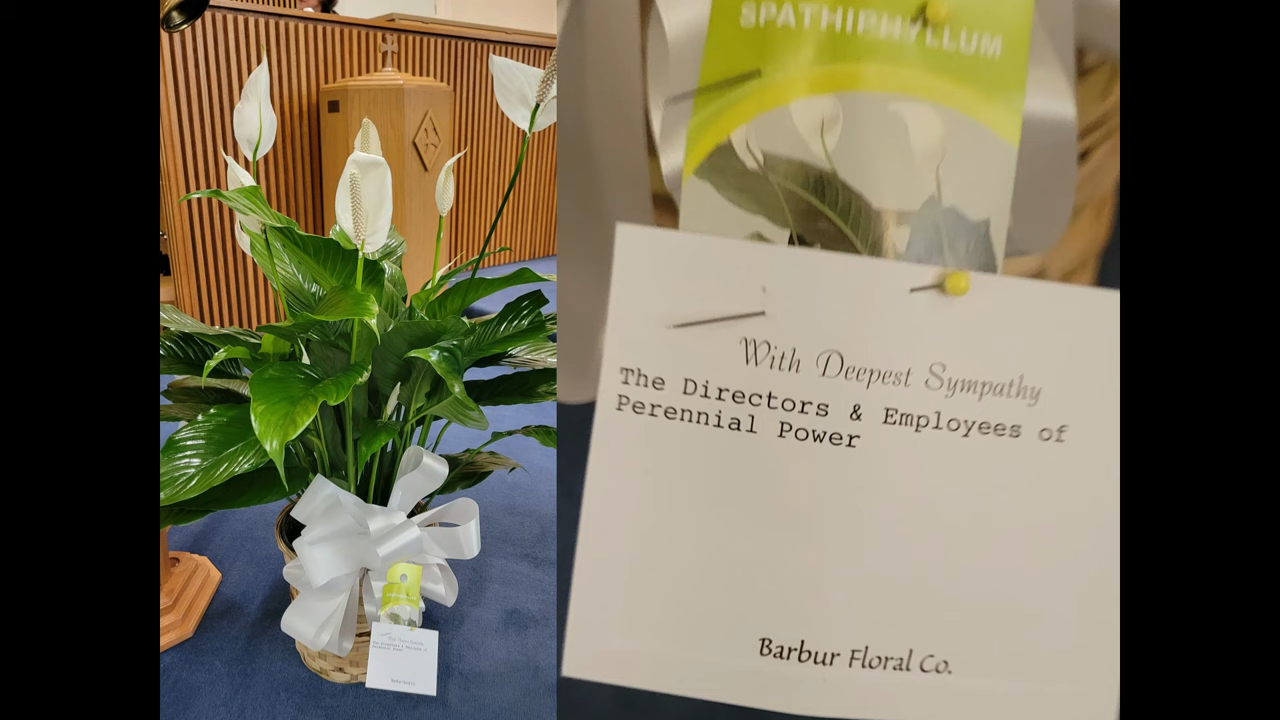 SPATHIPHYLLUM
With Deepest Sympathy
The Directors & Employees of
Perennial Power
Barbur Floral Co.